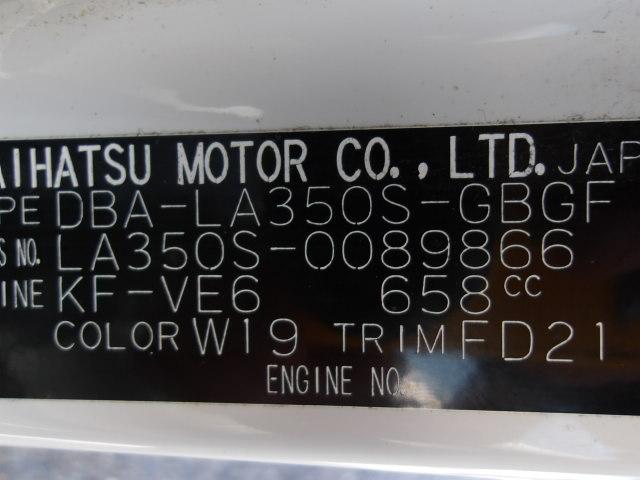 AIHATSU MOTOR CO., LTD. JAP
PE DBA-LA350S-GBGF
S NO. LA350S-0089866
INE KF-VE6 658cc
COLOR W19 TRIM FD21
ENGINE NO.